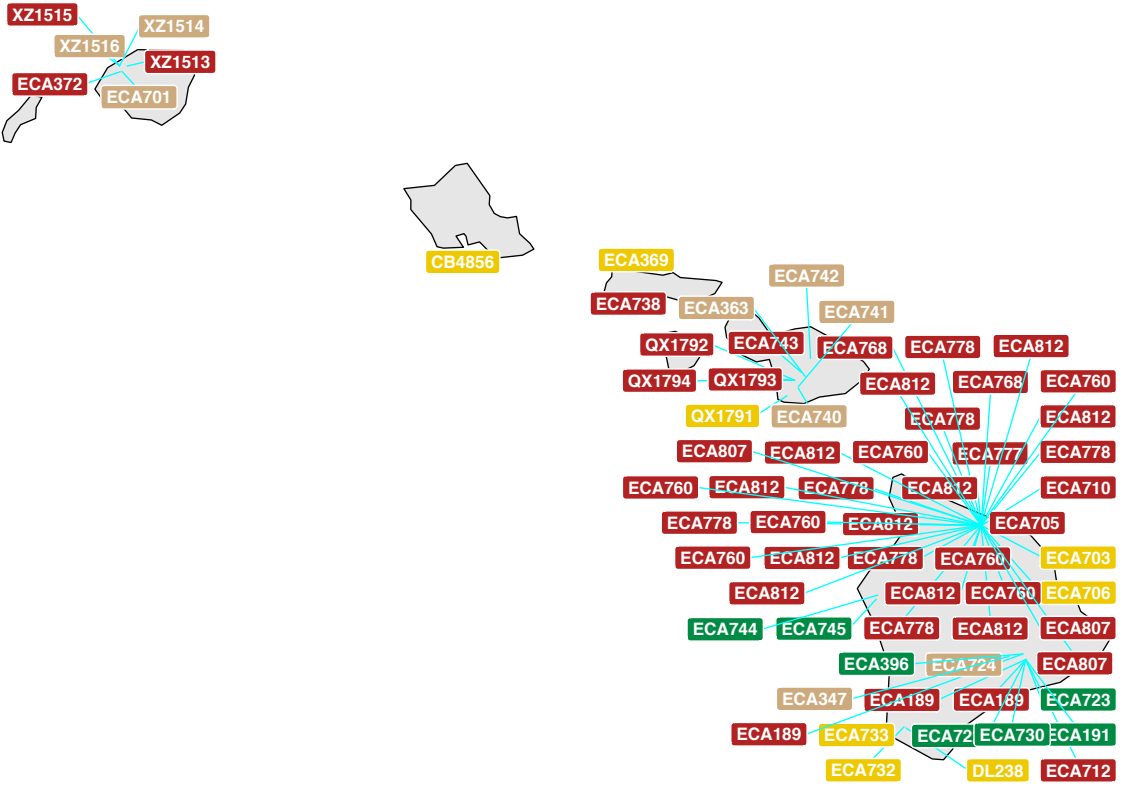 XZ1515
XZ1514
XZ1516
XZ1513
ECA372
ECA701
CB4856
ECA369
ECA742
ECA738
ECA363
ECA741
QX1792
ECA743
ECA768
ECA778
ECA812
QX1794
QX1793
ECA812
ECA768
ECA760
QX1791
ECA740
ECA778
ECA812
ECA807
ECA812
ECA760
ECA777
ECA778
ECA760
ECA812
ECA778
ECA812
ECA710
ECA778
ECA760
ECA812
ECA705
ECA760
ECA812
ECA778
ECA760
ECA703
ECA812
ECA812
ECA760
ECA706
ECA744
ECA745
ECA778
ECA812
ECA807
ECA396
ECA724
ECA807
ECA347
ECA189
ECA189
ECA723
ECA189
ECA733
ECA72
ECA730
ECA191
ECA732
DL238
ECA712